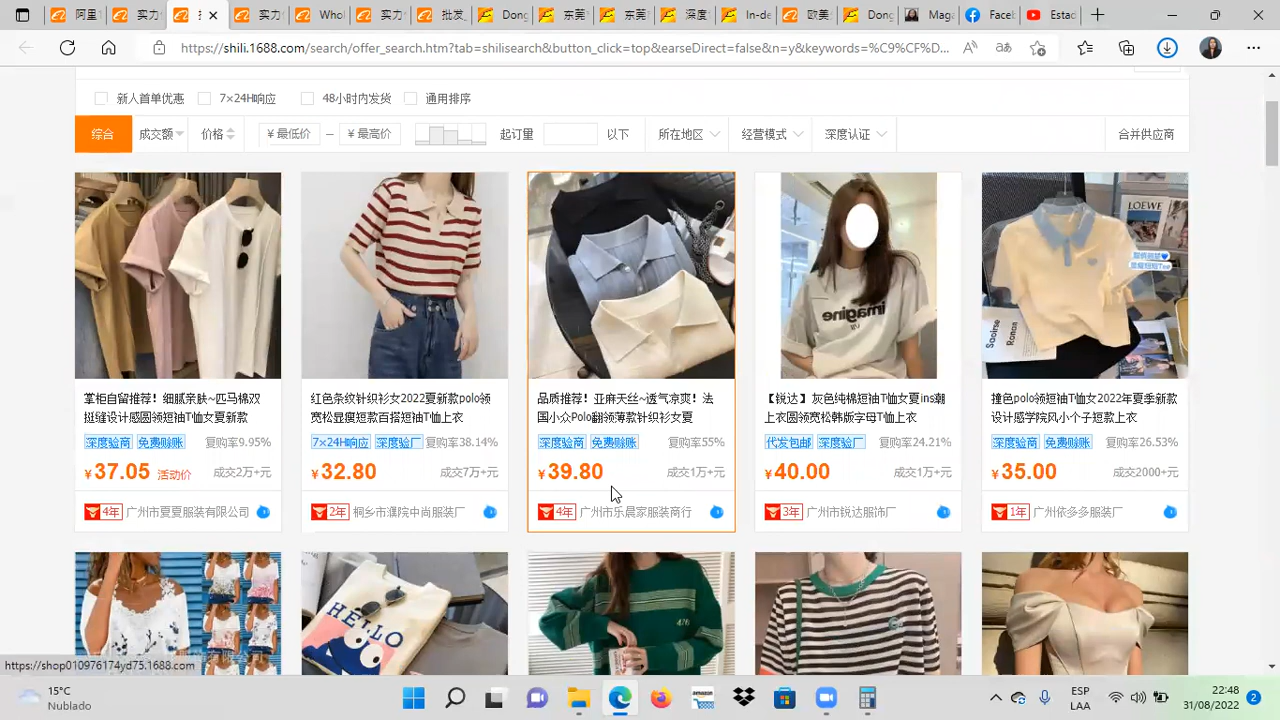 阿里
实力
实
实力
Who
实力
批发
Dong
东莞
东莞
实力
In-de
欧美
Dong
Maga
Facel
Estad
https://shili.1688.com/search/offer_search.htm?tab=shilisearch&button_click=top&earseDirect=false&n=y&keywords=%C9%CF%D...
新人首单优惠 7×24H响应 48小时内发货 通用排序
综合 成交额 价格 ¥ 最低价 – ¥ 最高价 起订量 以下 所在地区 经营模式 深度认证 合并供应商
LOEWE
imagine
Saoirse
Ronan
掌柜自留推荐！细腻亲肤~匹马棉双
挺缝设计感圆领短袖T恤女夏新款
深度验商 免费赊账 复购率9.95%
¥37.05 活动价 成交2万+元
4年 广州市夏夏服装有限公司
红色条纹针织衫女2022夏新款polo领
宽松显瘦短款百搭短袖T恤上衣
7×24H响应 深度验厂 复购率38.14%
¥32.80 成交7万+元
2年 桐乡市濮院中尚服装厂
品质推荐！亚麻天丝~透气凉爽！法
国小众Polo翻领薄款针织衫女夏
深度验商 免费赊账 复购率55%
¥39.80 成交1万+元
4年 广州市乐晨家服装商行
【锐达】灰色纯棉短袖T恤女夏ins潮
上衣圆领宽松韩版字母T恤上衣
代发包邮 深度验厂 复购率24.21%
¥40.00 成交1万+元
3年 广州市锐达服饰厂
撞色polo领短袖T恤女2022年夏季新款
设计感学院风小个子短款上衣
深度验商 免费赊账 复购率26.53%
¥35.00 成交2000+元
1年 广州依多多服装厂
HELLO
476
https://shop010976174yd75.1688.com
15°C
Nublado
amazon
ESP
LAA
22:48
31/08/2022
2